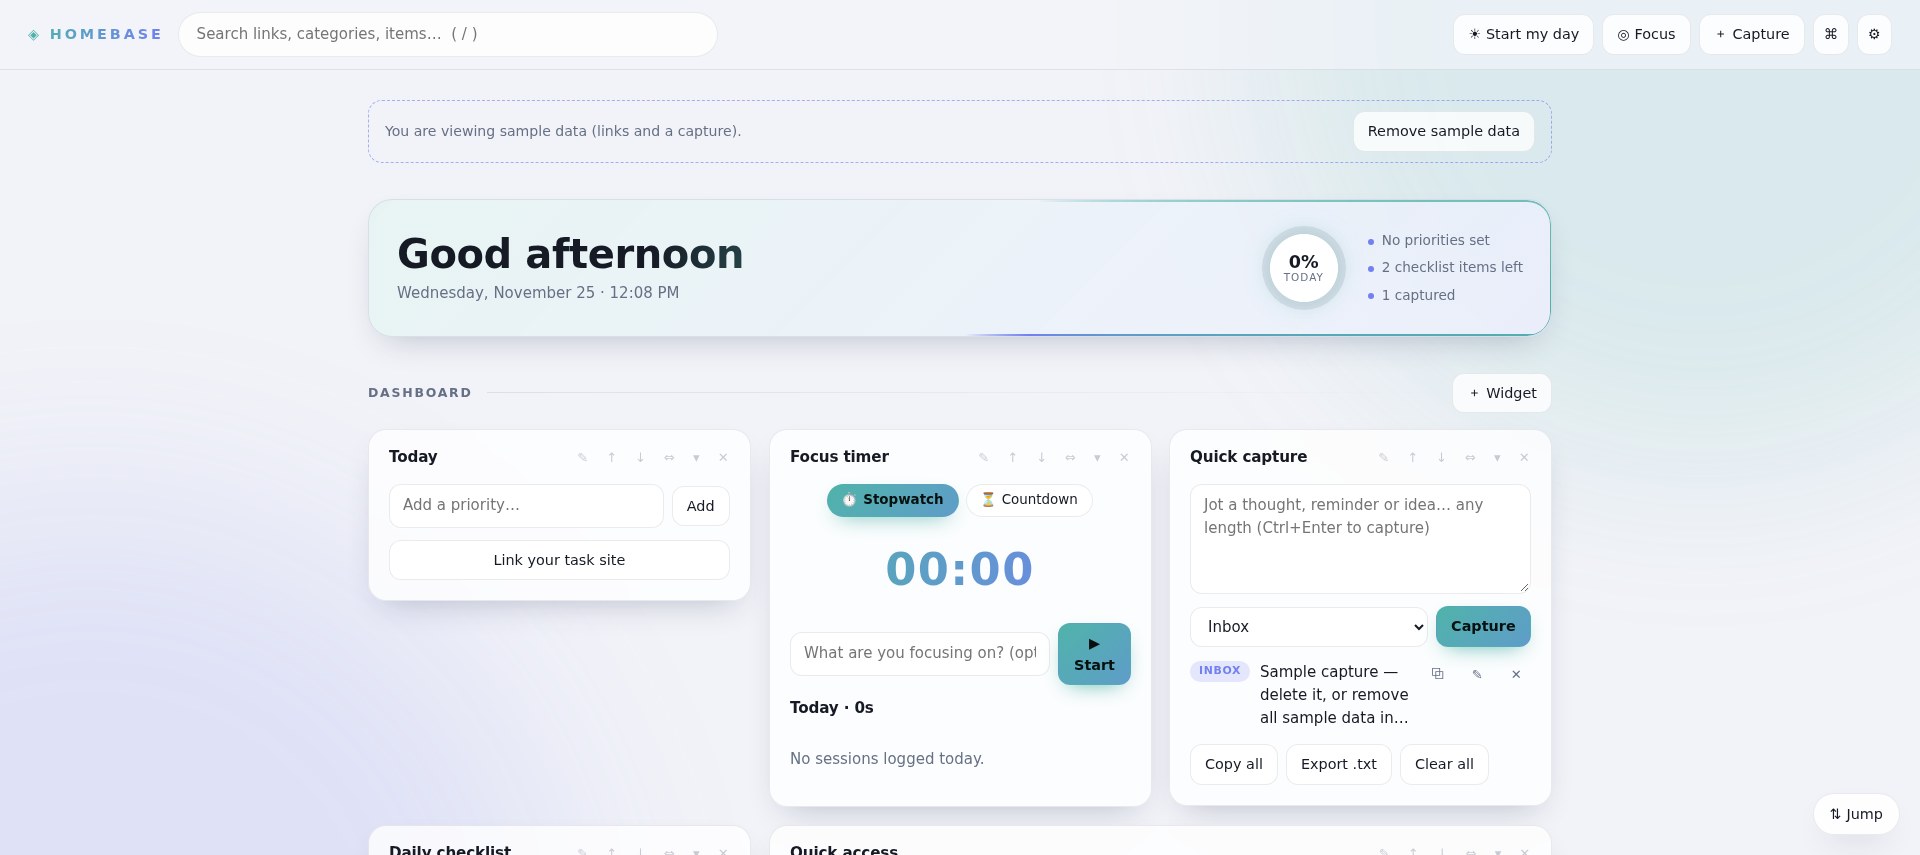 ◈ HOMEBASE
Search links, categories, items… ( / )
☀ Start my day
◎ Focus
+ Capture
⌘
⚙
You are viewing sample data (links and a capture).
Remove sample data
Good afternoon
Wednesday, November 25 · 12:08 PM
0%
TODAY
No priorities set
2 checklist items left
1 captured
DASHBOARD
+ Widget
Today
✎ ↑ ↓ ⇔ ▾ ✕
Add a priority…
Add
Link your task site
Focus timer
✎ ↑ ↓ ⇔ ▾ ✕
⏱ Stopwatch
⏳ Countdown
00:00
What are you focusing on? (opt
▶
Start
Today · 0s
No sessions logged today.
Quick capture
✎ ↑ ↓ ⇔ ▾ ✕
Jot a thought, reminder or idea… any
length (Ctrl+Enter to capture)
Inbox
Capture
INBOX
Sample capture —
delete it, or remove
all sample data in…
Copy all
Export .txt
Clear all
⇅ Jump
Daily checklist
✎ ↑ ↓ ⇔ ▾ ✕
Quick access
✎ ↑ ↓ ⇔ ▾ ✕